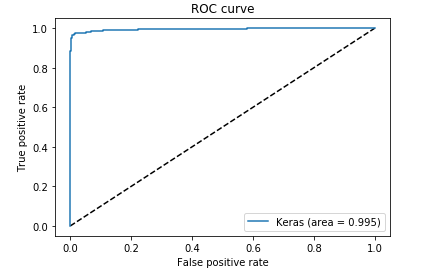 ROC curve
True positive rate
1.0
0.8
0.6
0.4
0.2
0.0
Keras (area = 0.995)
0.0 0.2 0.4 0.6 0.8 1.0
False positive rate